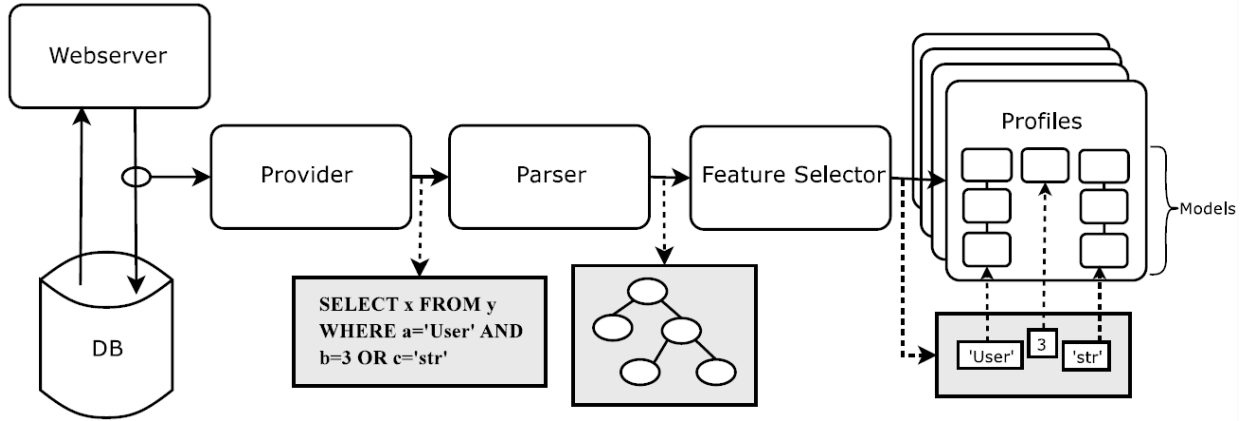 Webserver
Provider
Parser
Feature Selector
Profiles
Models
DB
SELECT x FROM y
WHERE a='User' AND
b=3 OR c='str'
'User'
3
'str'